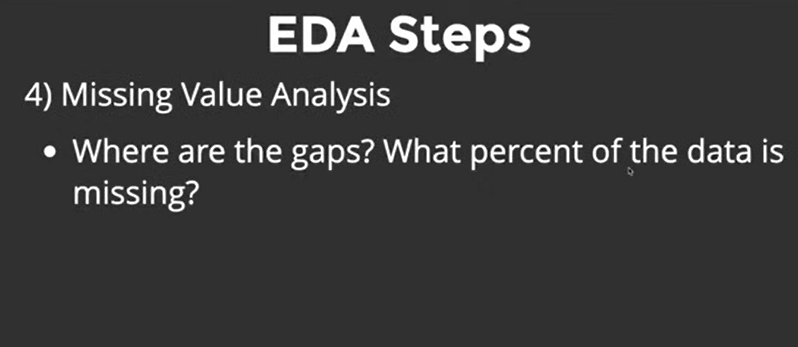 EDA Steps
4) Missing Value Analysis
• Where are the gaps? What percent of the data is
missing?